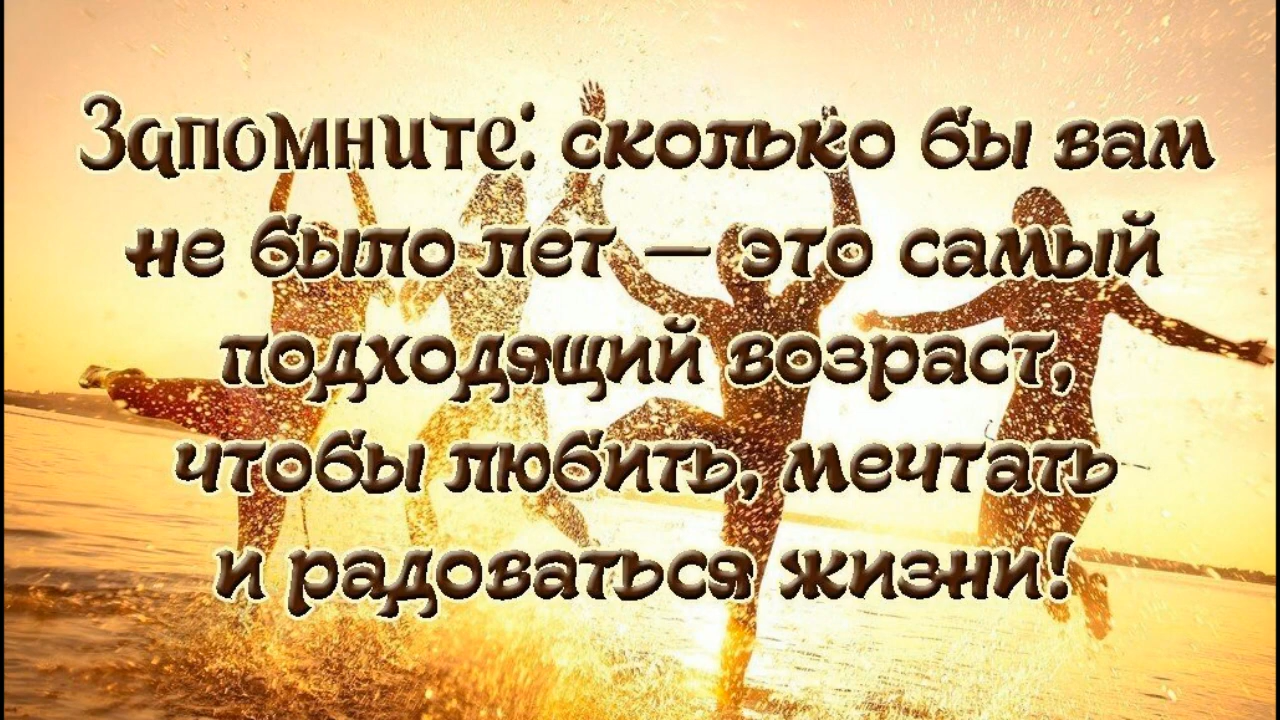 Запомните: сколько бы вам
не было лет — это самый
подходящий возраст,
чтобы любить, мечтать
и радоваться жизни!